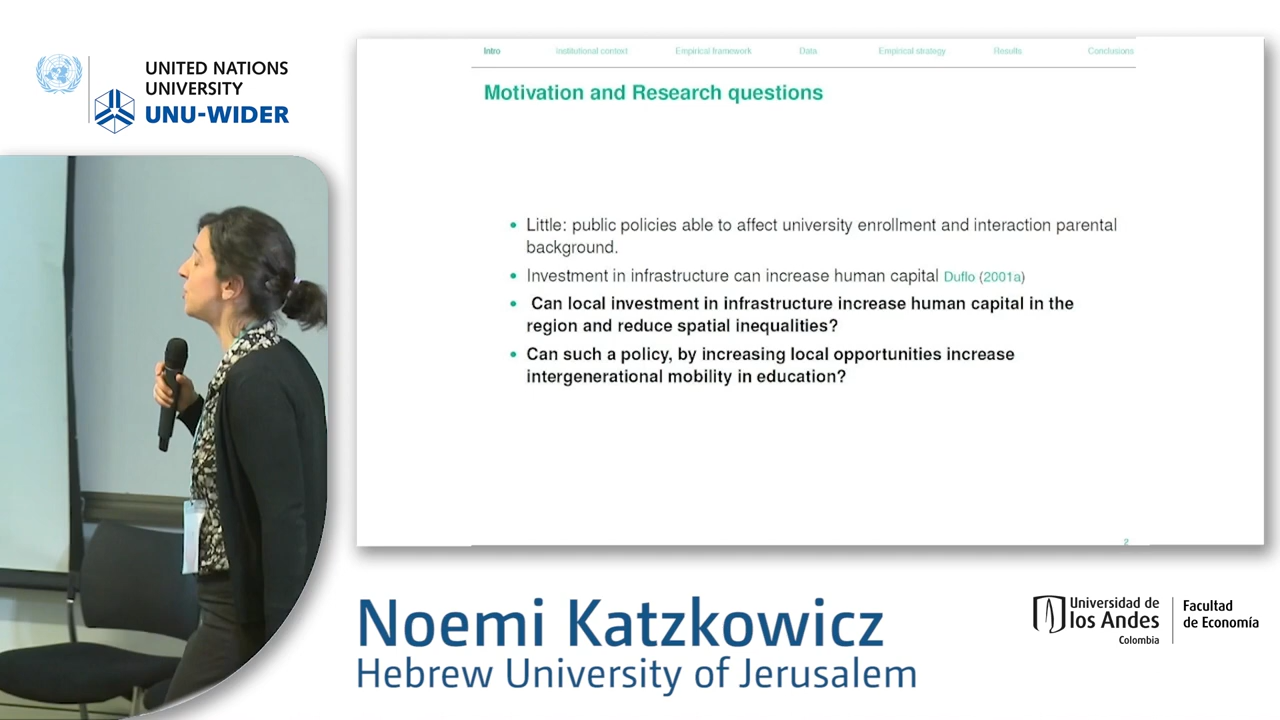 UNITED NATIONS
UNIVERSITY
UNU-WIDER
Intro Institutional context Empirical framework Data Empirical strategy Results Conclusions
Motivation and Research questions
• Little: public policies able to affect university enrollment and interaction parental
background.
• Investment in infrastructure can increase human capital Duflo (2001a)
• Can local investment in infrastructure increase human capital in the
region and reduce spatial inequalities?
• Can such a policy, by increasing local opportunities increase
intergenerational mobility in education?
2
Noemi Katzkowicz
Hebrew University of Jerusalem
Universidad de
los Andes
Colombia
Facultad
de Economía